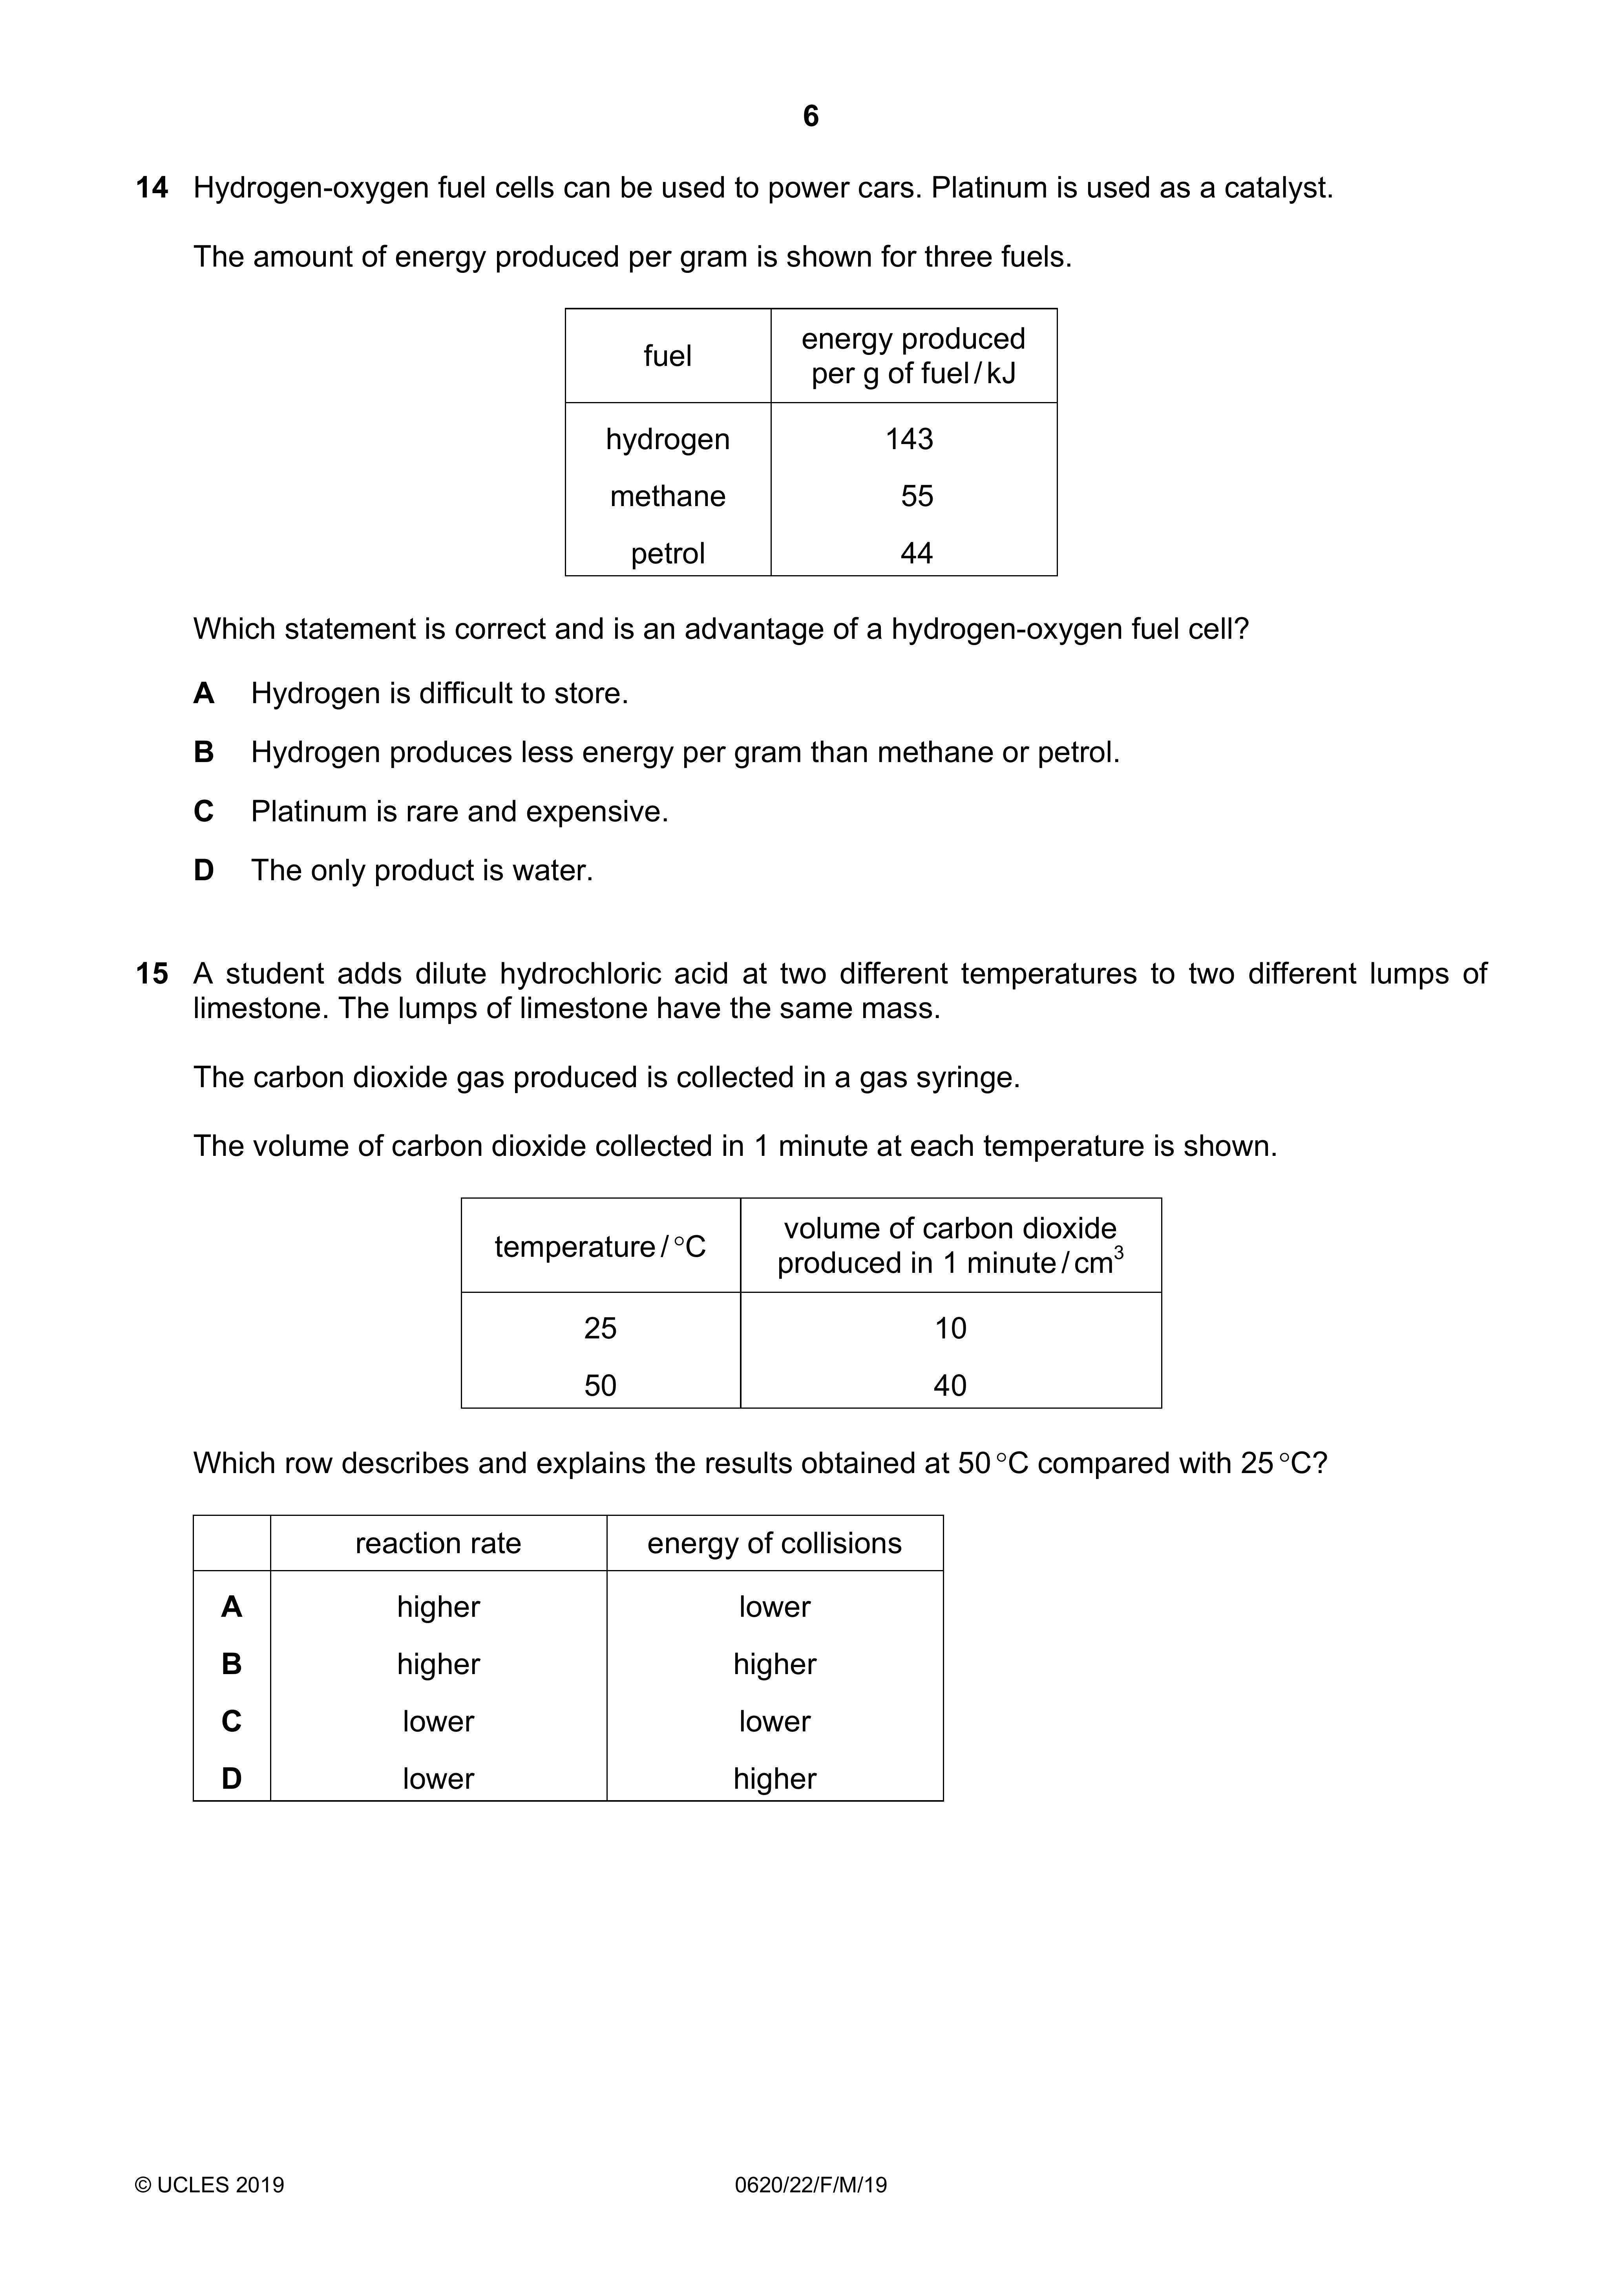 6
14 Hydrogen-oxygen fuel cells can be used to power cars. Platinum is used as a catalyst.
The amount of energy produced per gram is shown for three fuels.
fuel
energy produced
per g of fuel / kJ
hydrogen 143
methane 55
petrol 44
Which statement is correct and is an advantage of a hydrogen-oxygen fuel cell?
A Hydrogen is difficult to store.
B Hydrogen produces less energy per gram than methane or petrol.
C Platinum is rare and expensive.
D The only product is water.
15 A student adds dilute hydrochloric acid at two different temperatures to two different lumps of
limestone. The lumps of limestone have the same mass.
The carbon dioxide gas produced is collected in a gas syringe.
The volume of carbon dioxide collected in 1 minute at each temperature is shown.
temperature / °C
volume of carbon dioxide
produced in 1 minute / cm³
25 10
50 40
Which row describes and explains the results obtained at 50 °C compared with 25 °C?
reaction rate energy of collisions
A higher lower
B higher higher
C lower lower
D lower higher
© UCLES 2019 0620/22/F/M/19